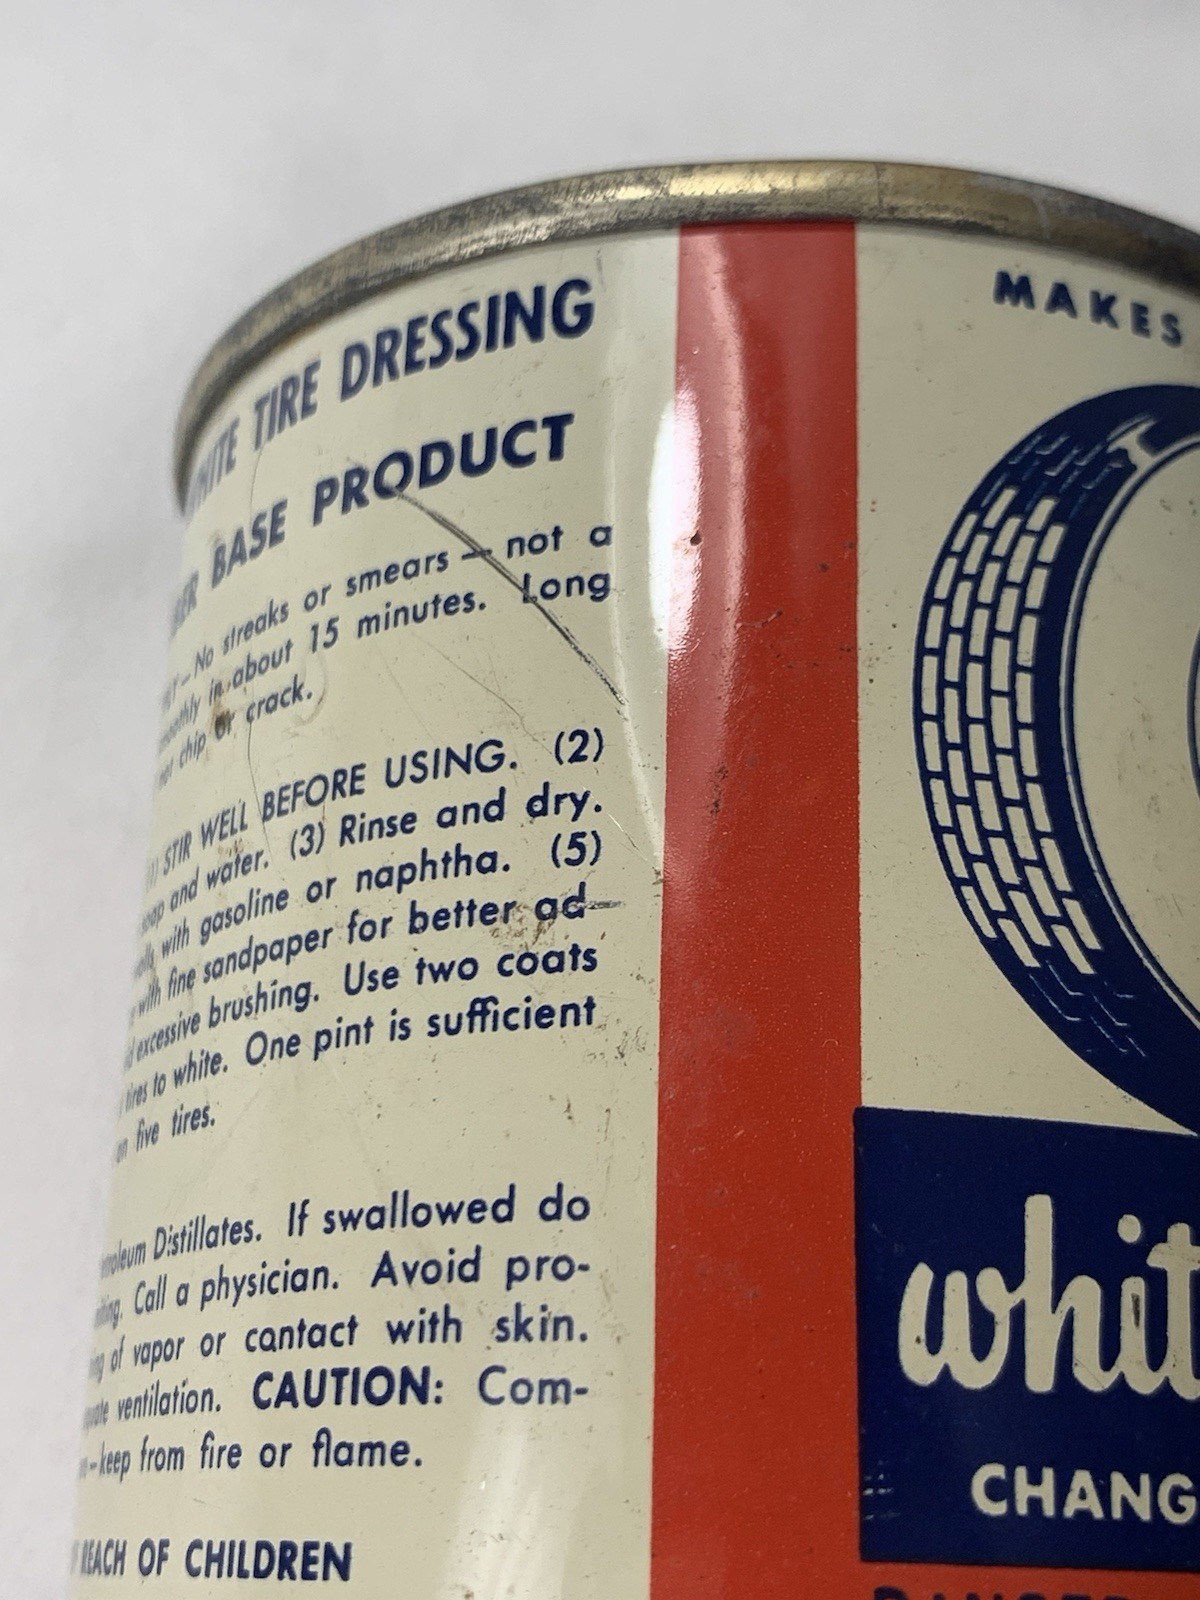 WHITE TIRE DRESSING
BASE PRODUCT
No streaks or smears — not a
in about 15 minutes. Long
not chip or crack.
(1) STIR WELL BEFORE USING. (2)
soap and water. (3) Rinse and dry.
with gasoline or naphtha. (5)
with fine sandpaper for better ad-
excessive brushing. Use two coats
tires to white. One pint is sufficient
five tires.
Distillates. If swallowed do
Call a physician. Avoid pro-
of vapor or contact with skin.
ventilation. CAUTION: Com-
—keep from fire or flame.
REACH OF CHILDREN
MAKES
whit
CHANG